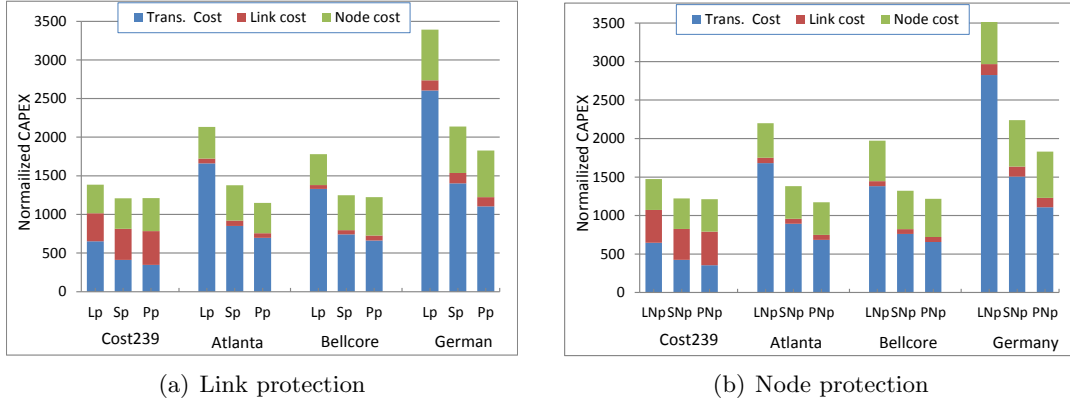 Trans. Cost Link cost Node cost
3500
3000
2500
2000
1500
1000
500
0
Normailized CAPEX
Lp Sp Pp Lp Sp Pp Lp Sp Pp Lp Sp Pp
Cost239 Atlanta Bellcore German
(a) Link protection
Trans. Cost Link cost Node cost
3500
3000
2500
2000
1500
1000
500
0
Normailized CAPEX
LNp SNp PNp LNp SNp PNp LNp SNp PNp LNp SNp PNp
Cost239 Atlanta Bellcore Germany
(b) Node protection